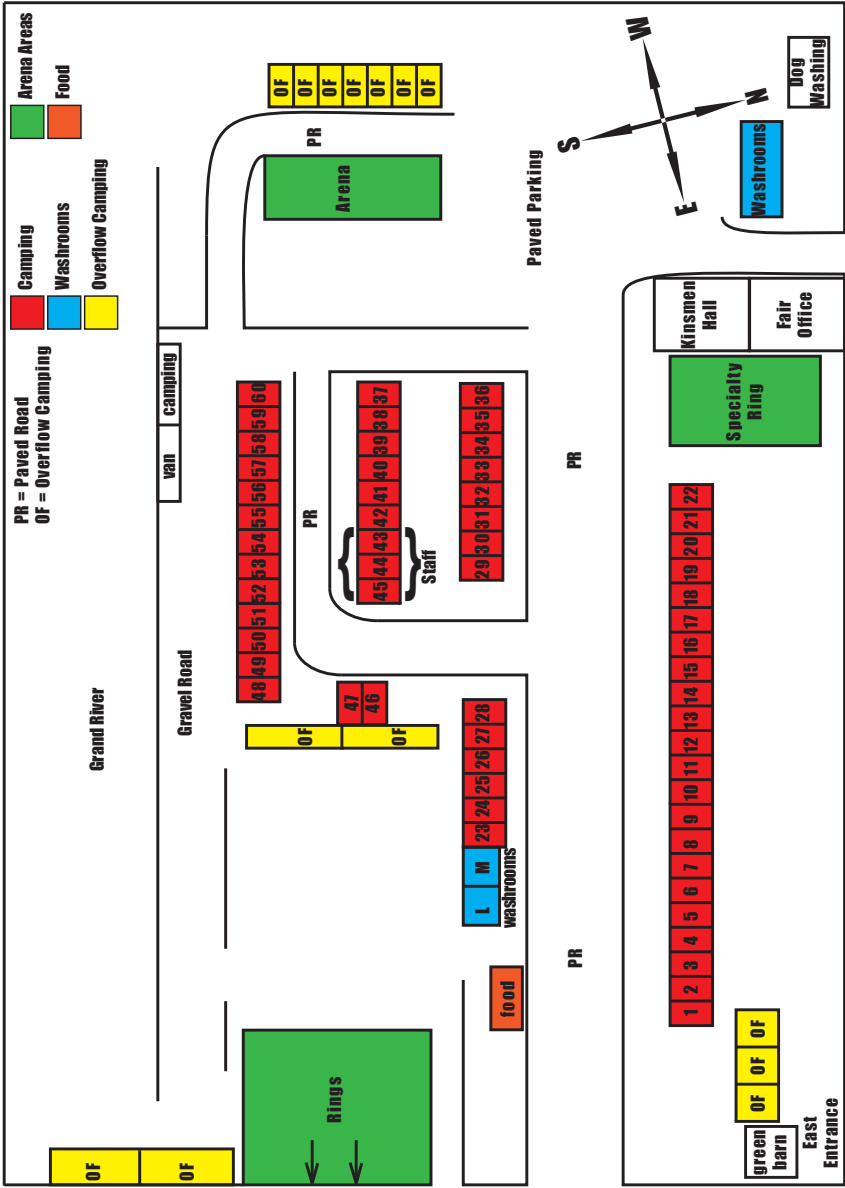 PR = Paved Road
OF = Overflow Camping
Camping
Washrooms
Overflow Camping
Arena Areas
Food
OF
OF
Grand River
Gravel Road
van
camping
48 49 50 51 52 53 54 55 56 57 58 59 60
OF OF OF OF OF OF OF
PR
PR
Rings
Arena
OF
OF
47
46
45 44 43 42 41 40 39 38 37
Staff
L M
washrooms
23 24 25 26 27 28
29 30 31 32 33 34 35 36
food
Paved Parking
PR
PR
1 2 3 4 5 6 7 8 9 10 11 12 13 14 15 16 17 18 19 20 21 22
Specialty
Ring
Kinsmen
Hall
Fair
Office
S
W
E
N
Washrooms
Dog
Washing
OF OF OF
green
barn
East
Entrance